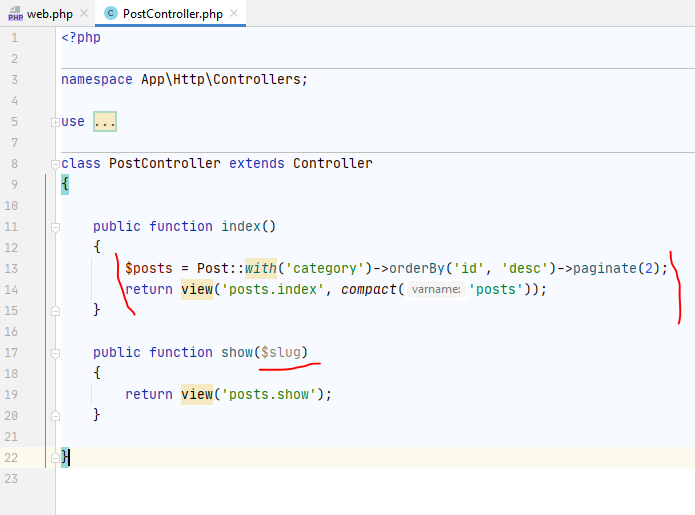 PHP web.php × C PostController.php ×
1 <?php
2
3 namespace App\Http\Controllers;
4
5 use ...
7
8 class PostController extends Controller
9 {
10
11 public function index()
12 {
13 $posts = Post::with('category')->orderBy('id', 'desc')->paginate(2);
14 return view('posts.index', compact( varname: 'posts'));
15 }
16
17 public function show($slug)
18 {
19 return view('posts.show');
20 }
21
22 }
23